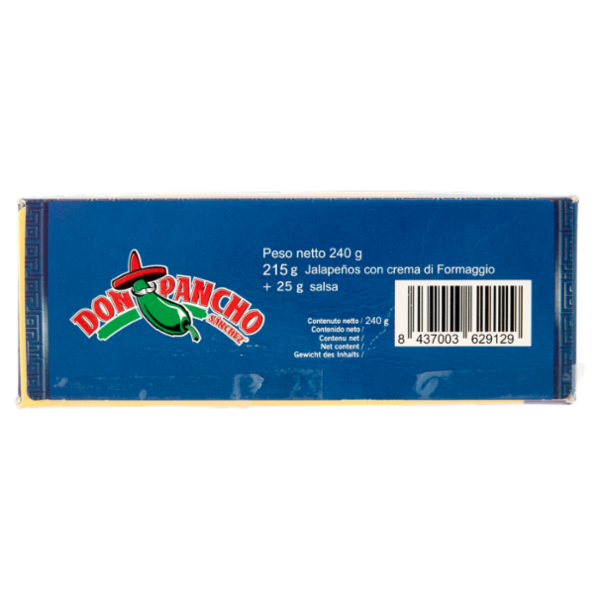 DON PANCHO
SÁNCHEZ
Peso netto 240 g
215 g Jalapeños con crema di Formaggio
+ 25 g salsa
Contenuto netto / 240 g
Contenido neto /
Contenu net /
Net content /
Gewicht des Inhalts /
8 437003 629129